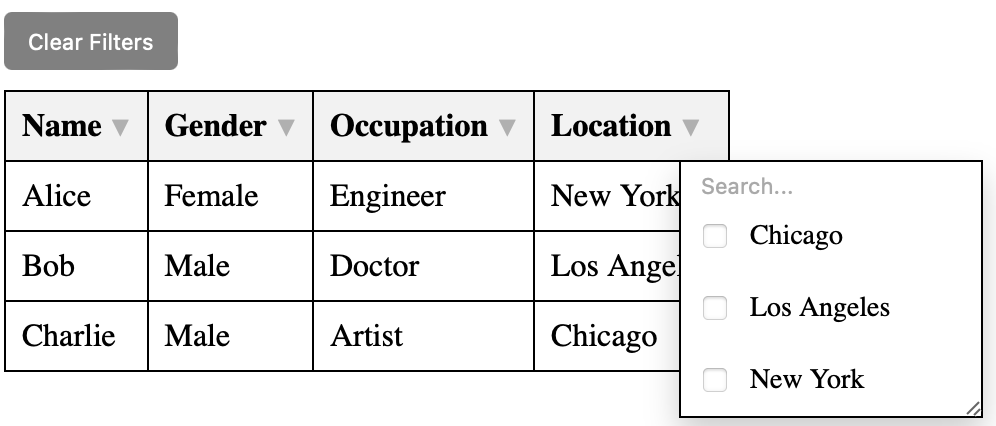 Clear Filters
Name ▼ Gender ▼ Occupation ▼ Location ▼
Alice Female Engineer New York
Bob Male Doctor Los Angel
Charlie Male Artist Chicago
Search...
Chicago
Los Angeles
New York